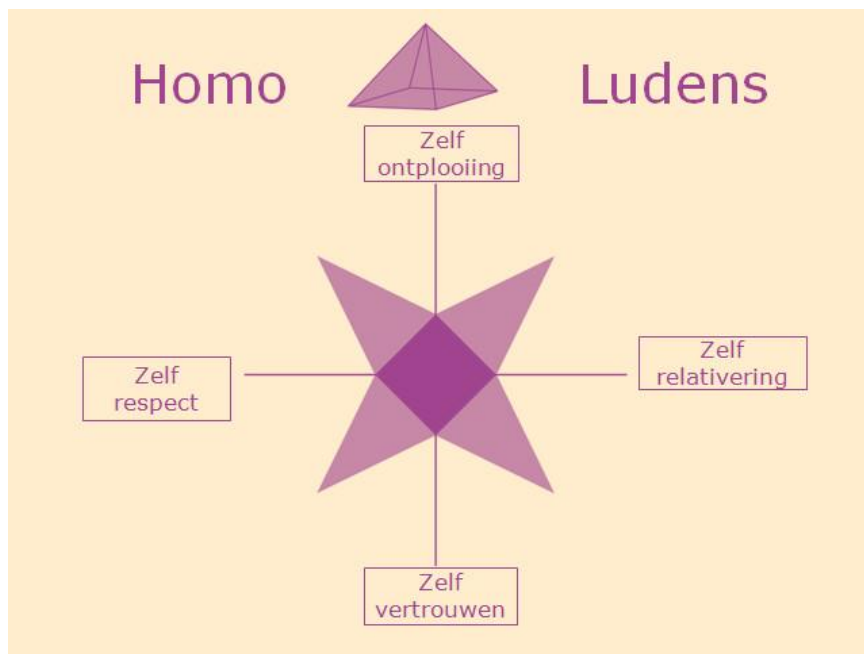 Homo Ludens
Zelf
ontplooiing
Zelf
respect
Zelf
relativering
Zelf
vertrouwen